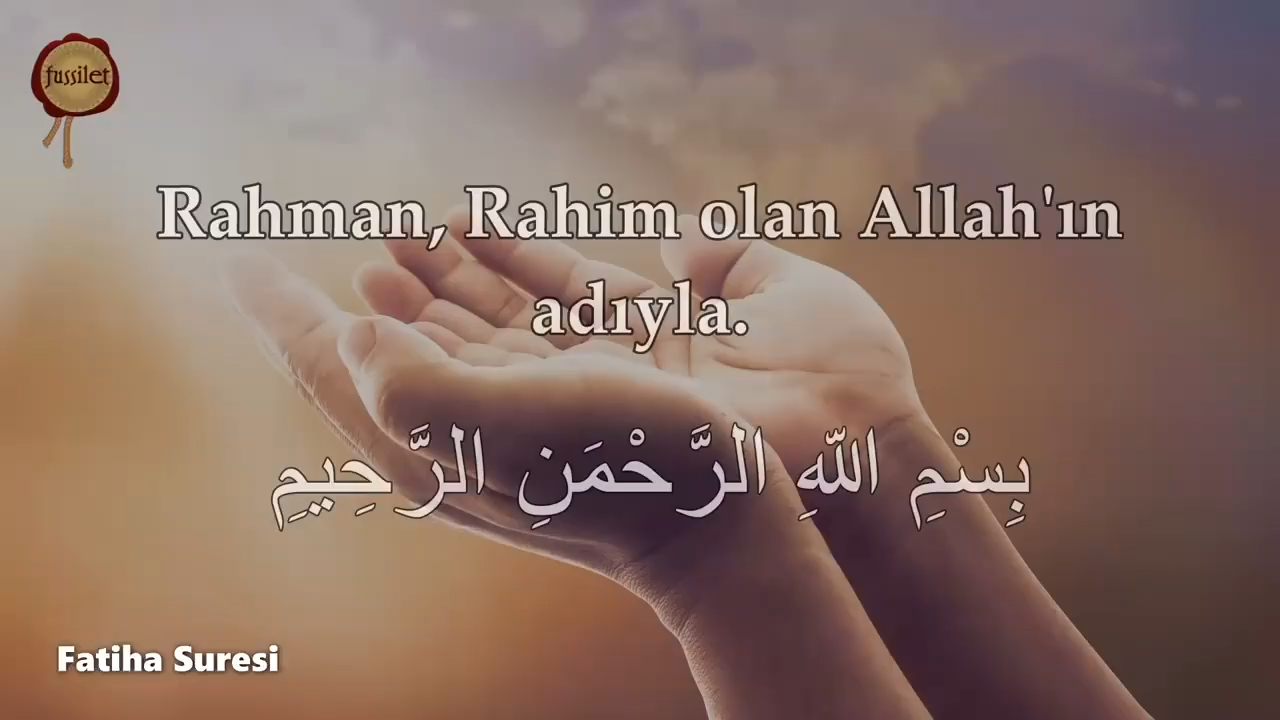 fussilet
Rahman, Rahim olan Allah'ın
adıyla.
بِسْمِ اللّهِ الرَّحْمَنِ الرَّحِيمِ
Fatiha Suresi